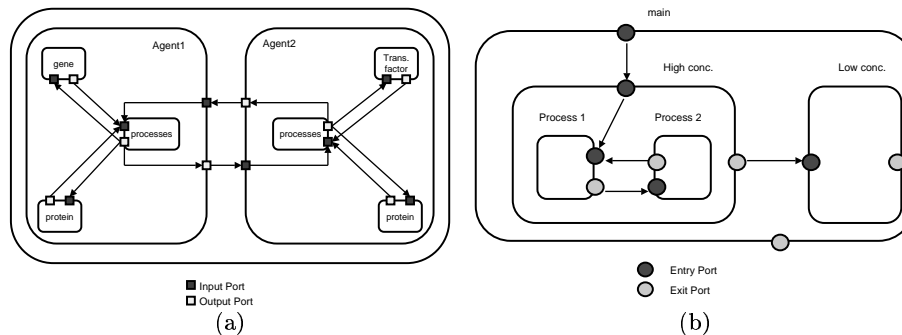 Agent1
Agent2
gene
Trans.
factor
processes
processes
protein
protein
Input Port
Output Port
(a)
main
High conc.
Low conc.
Process 1
Process 2
Entry Port
Exit Port
(b)